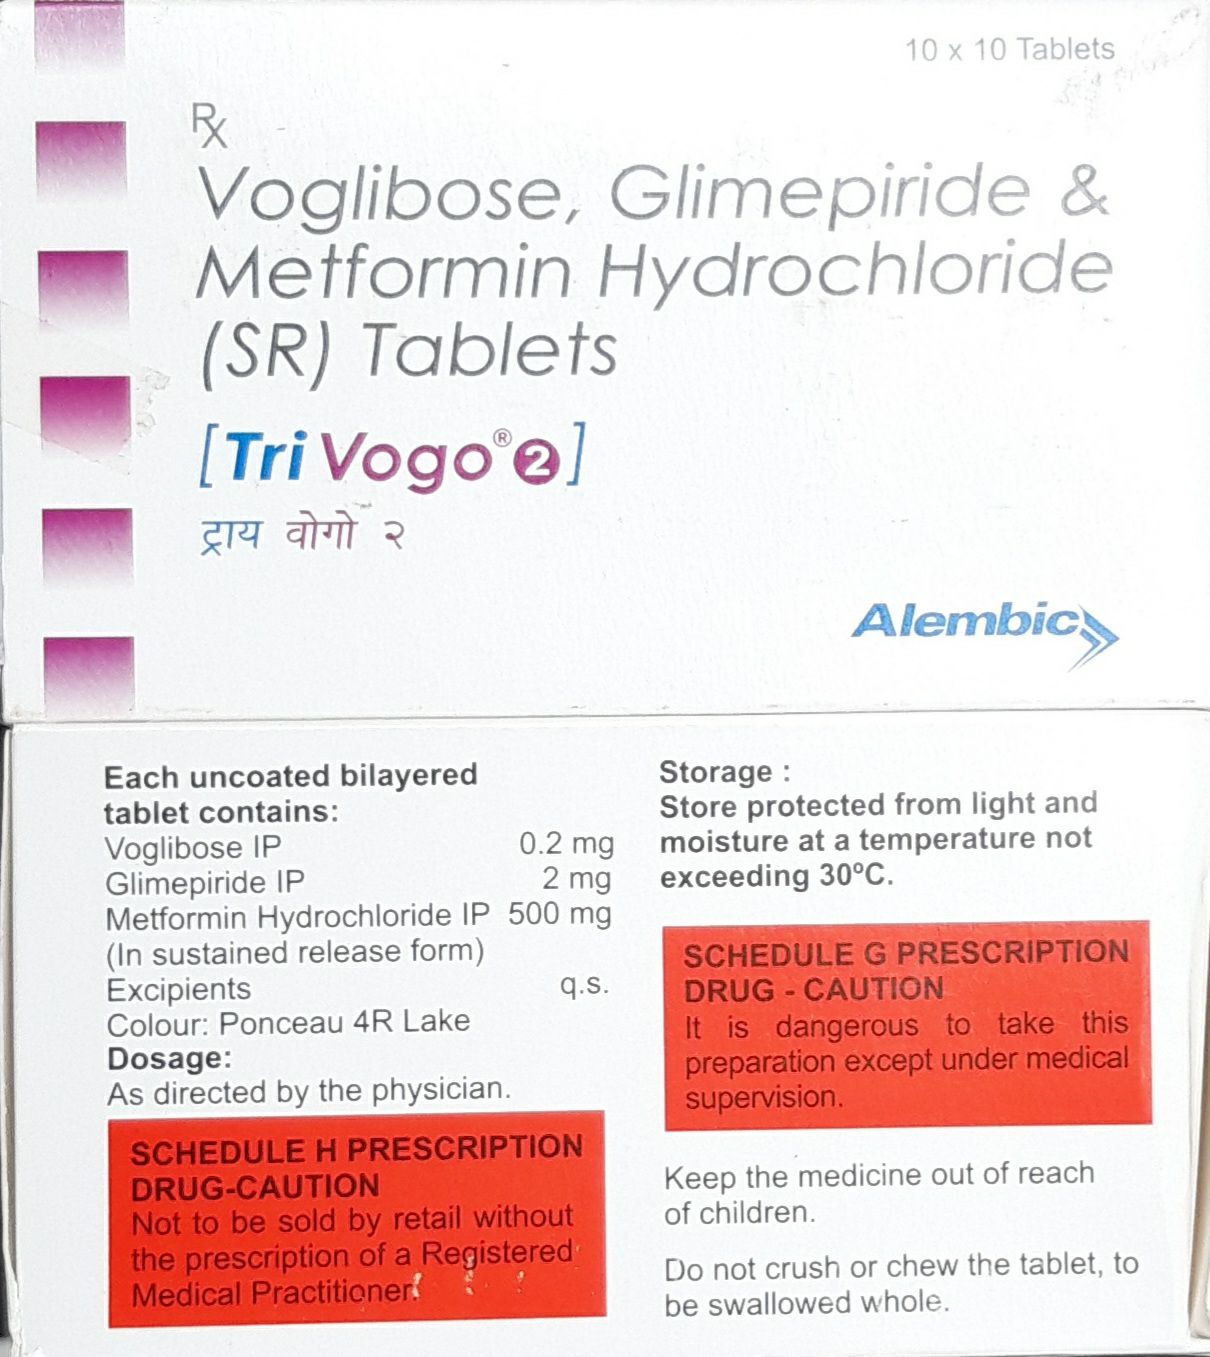 10 x 10 Tablets
Rx
Voglibose, Glimepiride &
Metformin Hydrochloride
(SR) Tablets
[Tri Vogo® 2]
ट्राय वोगो २
Alembic
Each uncoated bilayered
tablet contains:
Voglibose IP 0.2 mg
Glimepiride IP 2 mg
Metformin Hydrochloride IP 500 mg
(In sustained release form)
Excipients q.s.
Colour: Ponceau 4R Lake
Dosage:
As directed by the physician.
SCHEDULE H PRESCRIPTION
DRUG-CAUTION
Not to be sold by retail without
the prescription of a Registered
Medical Practitioner.
Storage :
Store protected from light and
moisture at a temperature not
exceeding 30ºC.
SCHEDULE G PRESCRIPTION
DRUG - CAUTION
It is dangerous to take this
preparation except under medical
supervision.
Keep the medicine out of reach
of children.
Do not crush or chew the tablet, to
be swallowed whole.